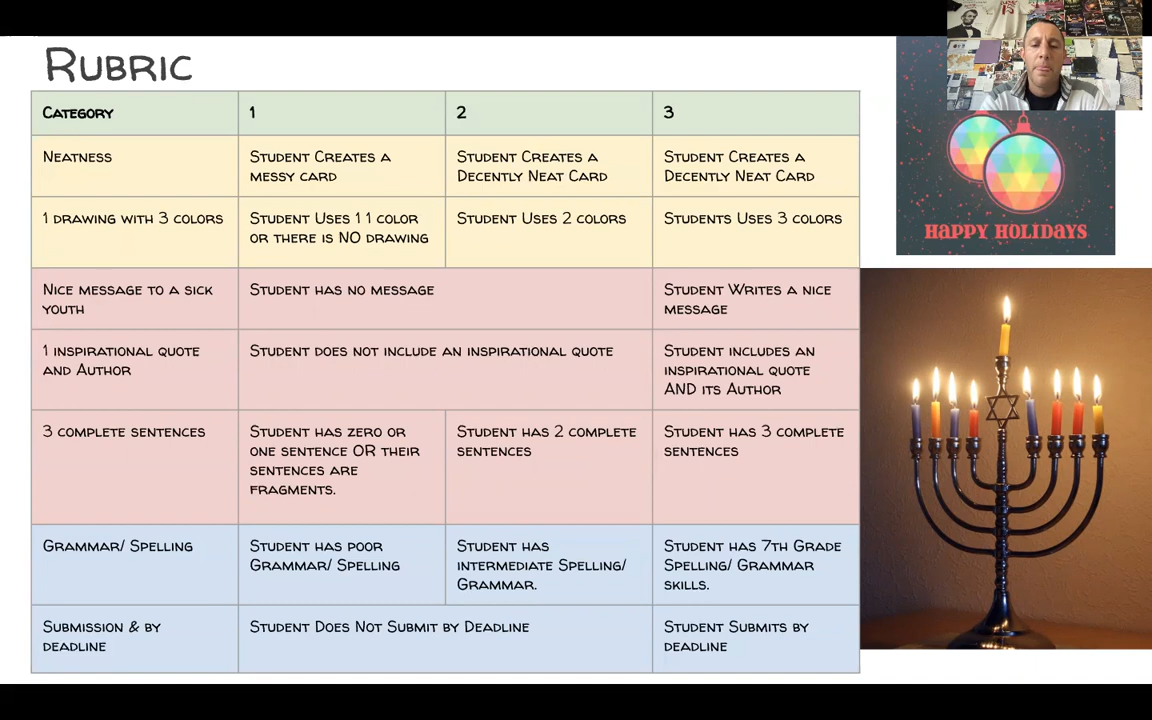 RUBRIC
CATEGORY 1 2 3
NEATNESS STUDENT CREATES A STUDENT CREATES A STUDENT CREATES A
MESSY CARD DECENTLY NEAT CARD DECENTLY NEAT CARD
1 DRAWING WITH 3 COLORS STUDENT USES 1 1 COLOR STUDENT USES 2 COLORS STUDENTS USES 3 COLORS
OR THERE IS NO DRAWING
NICE MESSAGE TO A SICK STUDENT HAS NO MESSAGE STUDENT WRITES A NICE
YOUTH MESSAGE
1 INSPIRATIONAL QUOTE STUDENT DOES NOT INCLUDE AN INSPIRATIONAL QUOTE STUDENT INCLUDES AN
AND AUTHOR INSPIRATIONAL QUOTE
AND ITS AUTHOR
3 COMPLETE SENTENCES STUDENT HAS ZERO OR STUDENT HAS 2 COMPLETE STUDENT HAS 3 COMPLETE
ONE SENTENCE OR THEIR SENTENCES SENTENCES
SENTENCES ARE
FRAGMENTS.
GRAMMAR/ SPELLING STUDENT HAS POOR STUDENT HAS STUDENT HAS 7TH GRADE
GRAMMAR/ SPELLING INTERMEDIATE SPELLING/ SPELLING/ GRAMMAR
GRAMMAR. SKILLS.
SUBMISSION & BY STUDENT DOES NOT SUBMIT BY DEADLINE STUDENT SUBMITS BY
DEADLINE DEADLINE
HAPPY HOLIDAYS